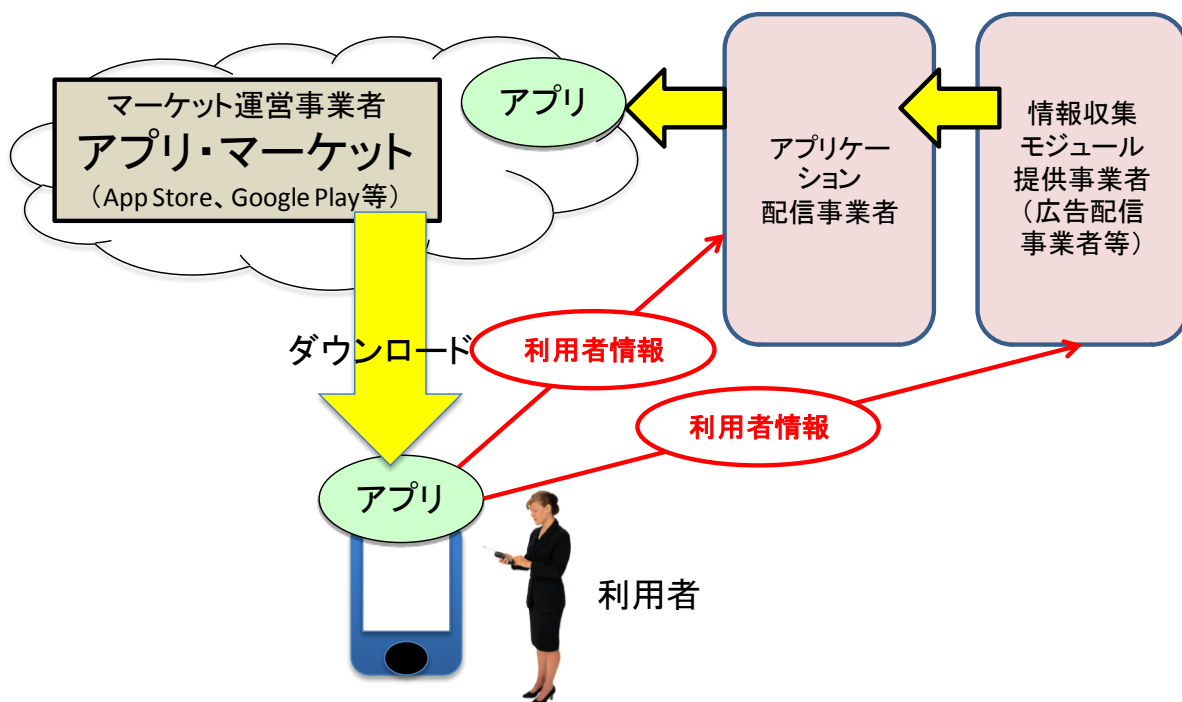 マーケット運営事業者
アプリ・マーケット
（App Store、Google Play等）
アプリ
アプリケー
ション
配信事業者
情報収集
モジュール
提供事業者
（広告配信
事業者等）
ダウンロード
利用者情報
利用者情報
アプリ
利用者